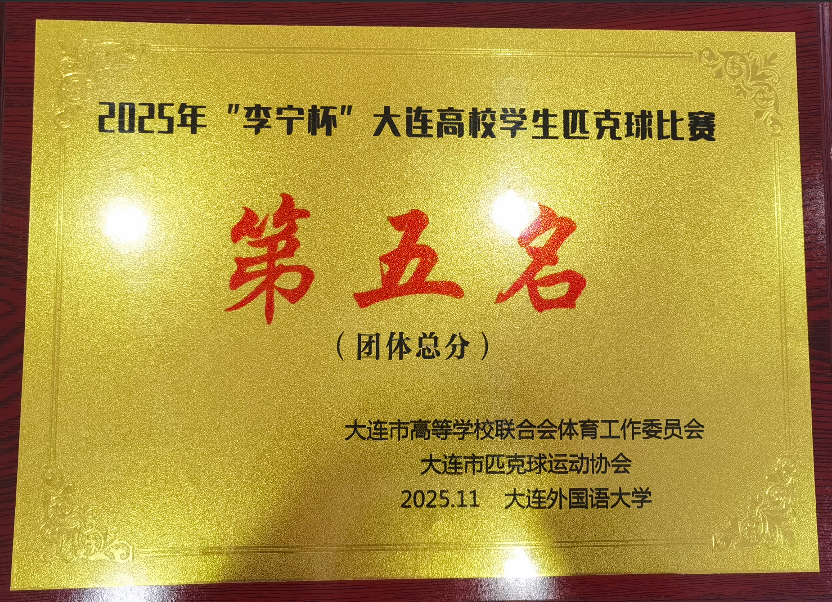 2025年“李宁杯”大连高校学生匹克球比赛
第五名
（团体总分）
大连市高等学校联合会体育工作委员会
大连市匹克球运动协会
2025.11 大连外国语大学